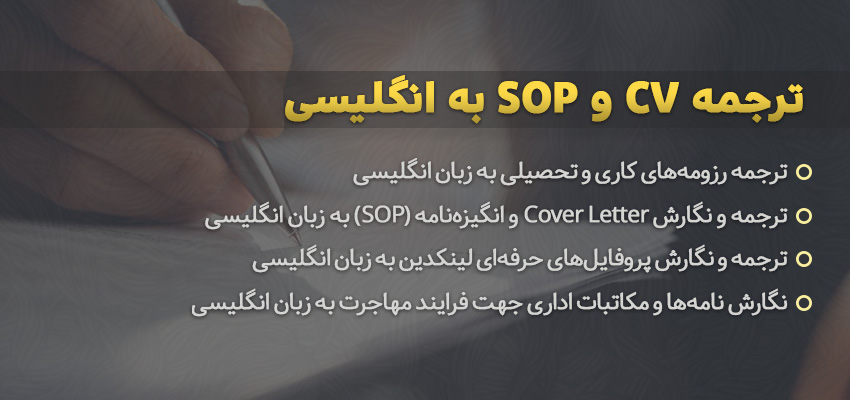 ترجمه CV و SOP به انگلیسی
ترجمه رزومه‌های کاری و تحصیلی به زبان انگلیسی
ترجمه و نگارش Cover Letter و انگیزه‌نامه (SOP) به زبان انگلیسی
ترجمه و نگارش پروفایل‌های حرفه‌ای لینکدین به زبان انگلیسی
نگارش نامه‌ها و مکاتبات اداری جهت فرایند مهاجرت به زبان انگلیسی